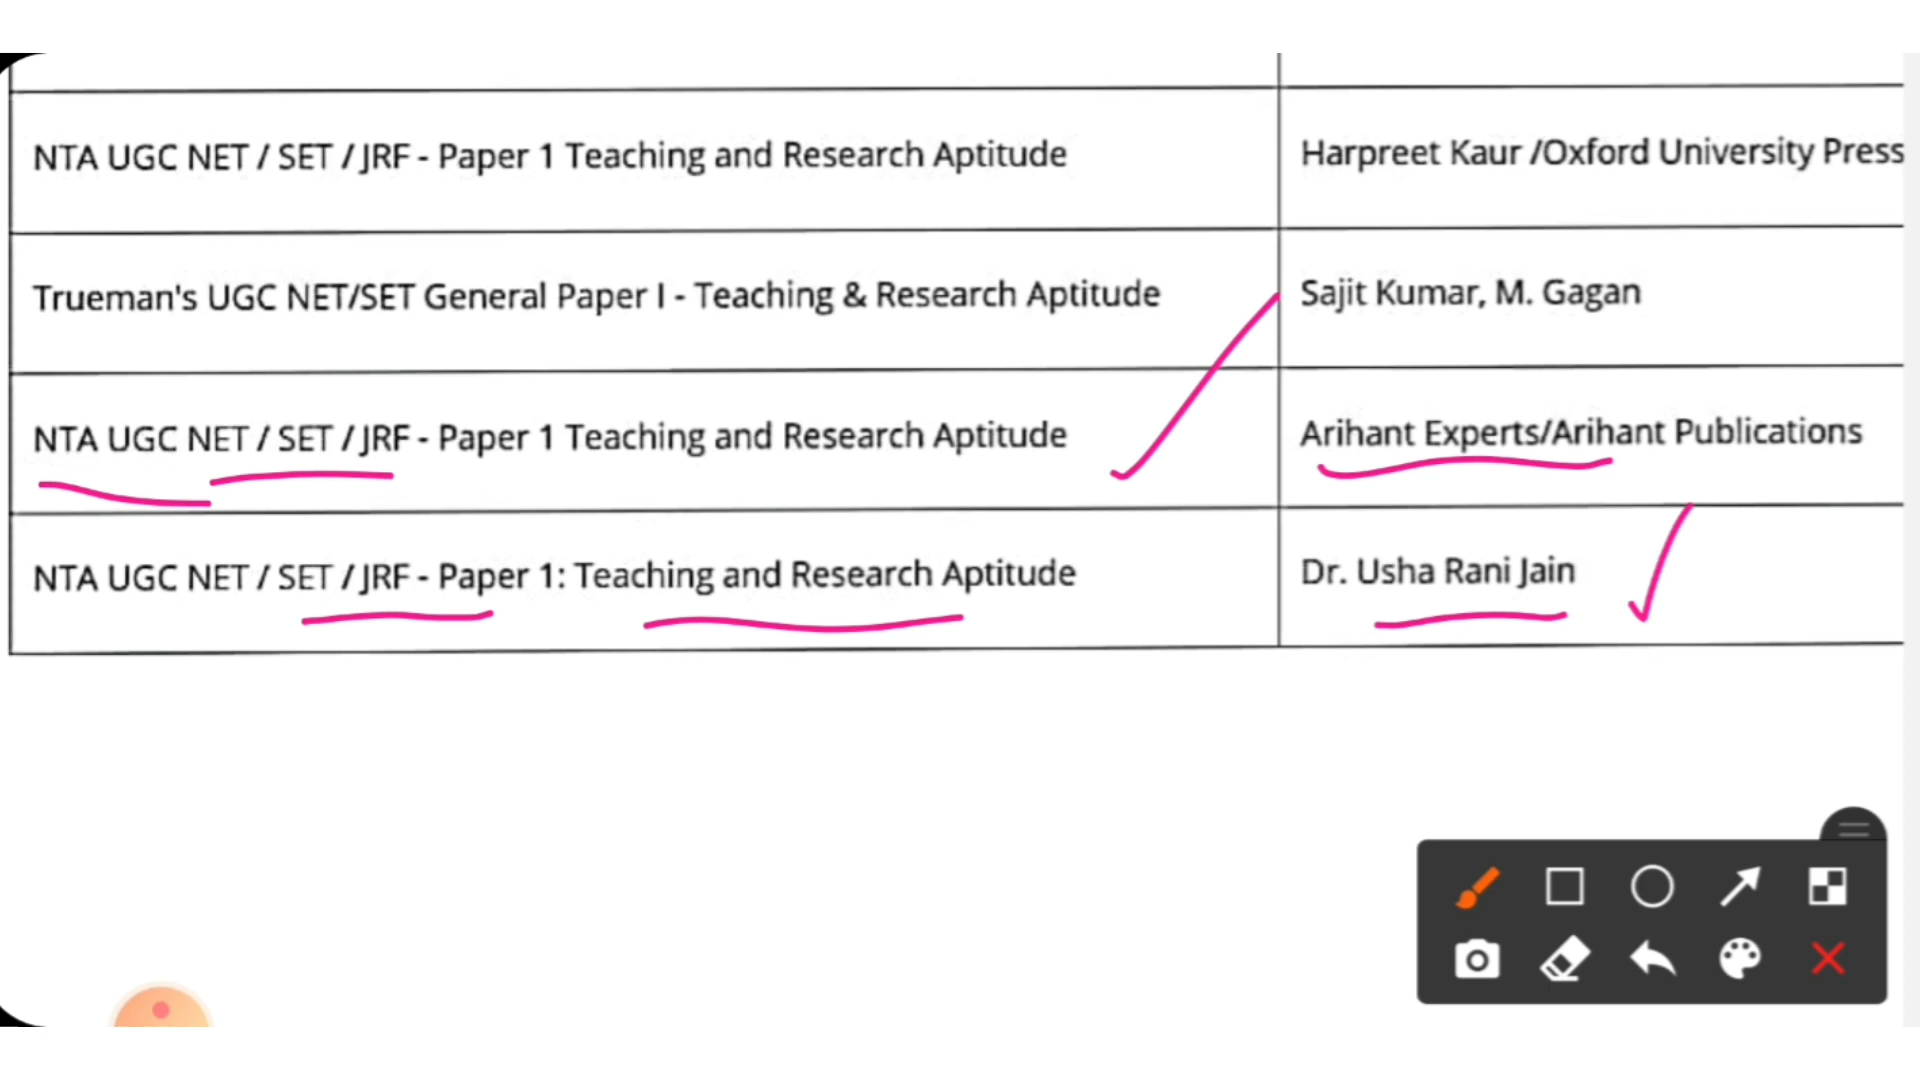 NTA UGC NET / SET / JRF - Paper 1 Teaching and Research Aptitude
Harpreet Kaur /Oxford University Press
Trueman's UGC NET/SET General Paper I - Teaching & Research Aptitude
Sajit Kumar, M. Gagan
NTA UGC NET / SET / JRF - Paper 1 Teaching and Research Aptitude
Arihant Experts/Arihant Publications
NTA UGC NET / SET / JRF - Paper 1: Teaching and Research Aptitude
Dr. Usha Rani Jain